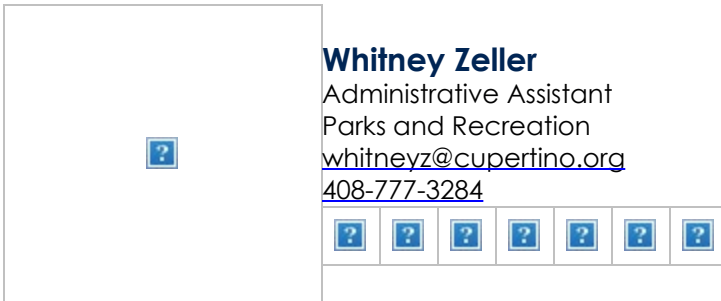 Whitney Zeller
Administrative Assistant
Parks and Recreation
whitneyz@cupertino.org
408-777-3284